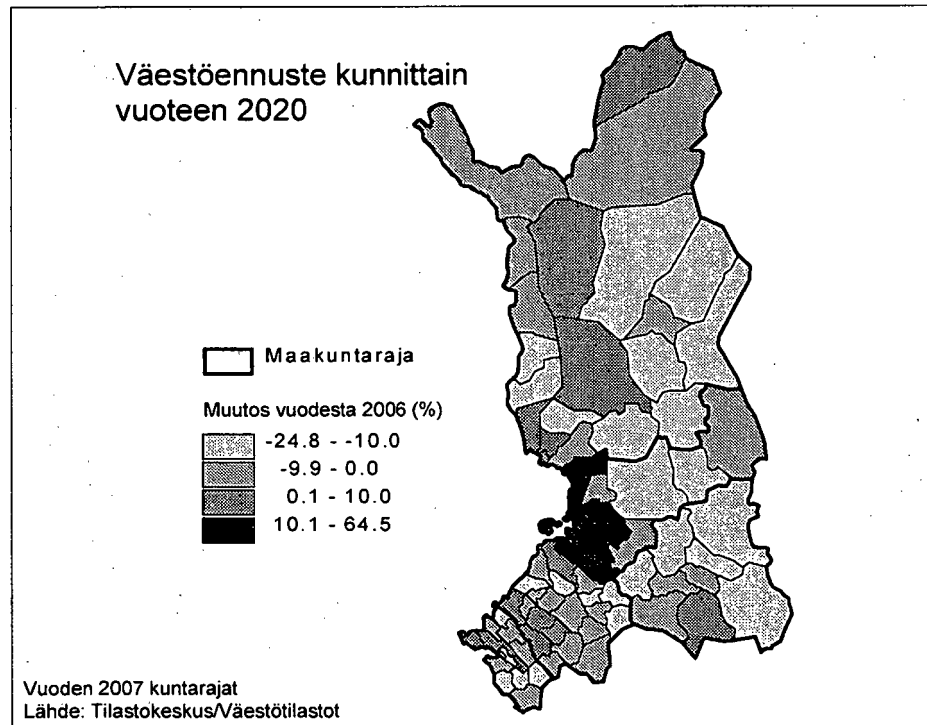 Väestöennuste kunnittain
vuoteen 2020
Maakuntaraja
Muutos vuodesta 2006 (%)
-24.8 - -10.0
-9.9 - 0.0
0.1 - 10.0
10.1 - 64.5
Vuoden 2007 kuntarajat
Lähde: Tilastokeskus/Väestötilastot